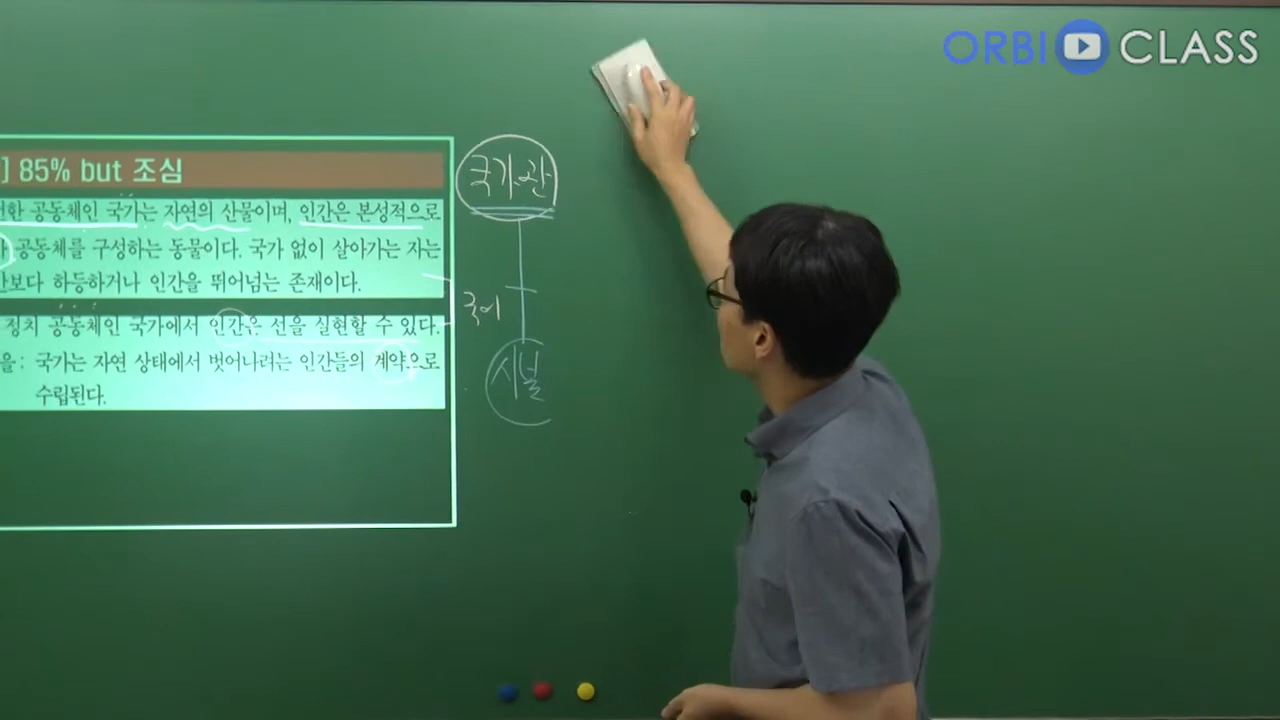 ORBI CLASS
] 85% but 조심
한 공동체인 국가는 자연의 산물이며, 인간은 본성적으로
공동체를 구성하는 동물이다. 국가 없이 살아가는 자는
보다 하등하거나 인간을 뛰어넘는 존재이다.
정치 공동체인 국가에서 인간은 선을 실현할 수 있다.
을: 국가는 자연 상태에서 벗어나려는 인간들의 계약으로
수립된다.
국가관
국어
시널